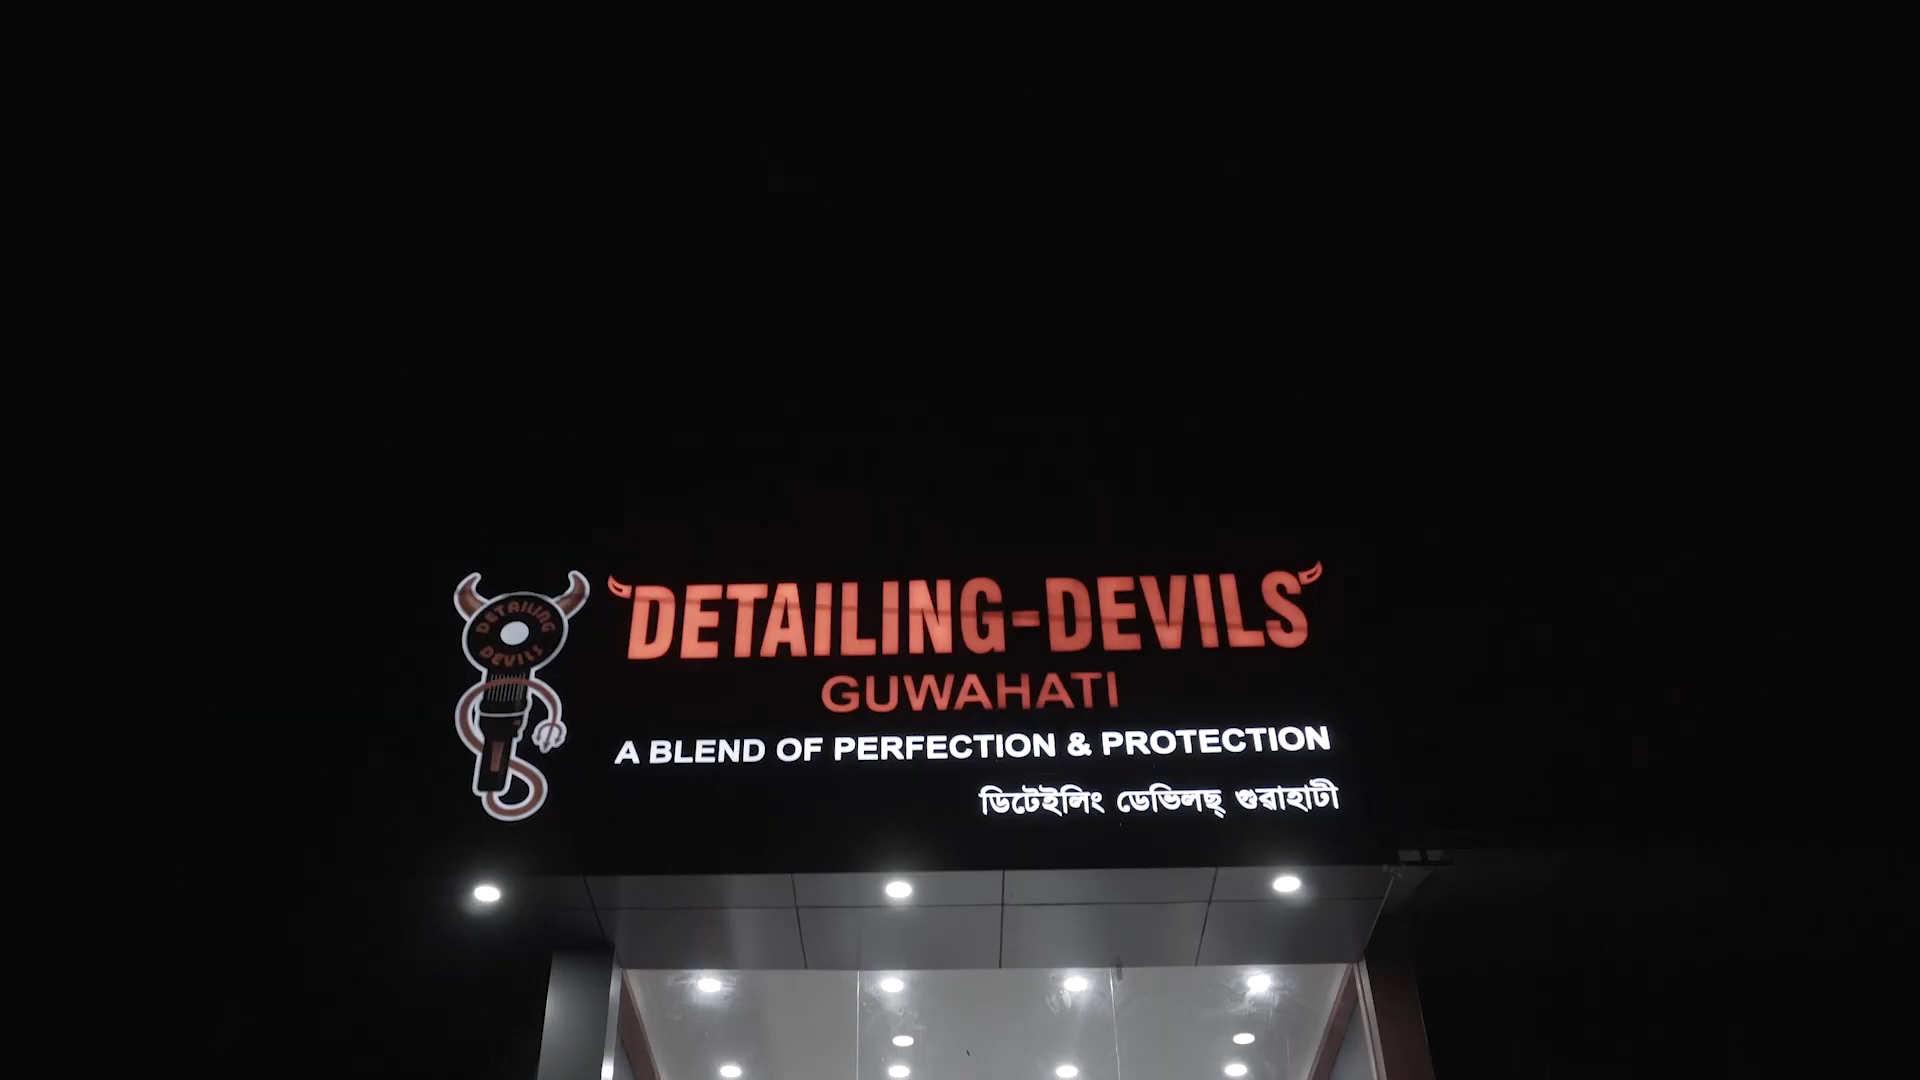 DETAILING DEVILS
DETAILING-DEVILS
GUWAHATI
A BLEND OF PERFECTION & PROTECTION
ডিটেইলিং ডেভিলছ্ গুৱাহাটী